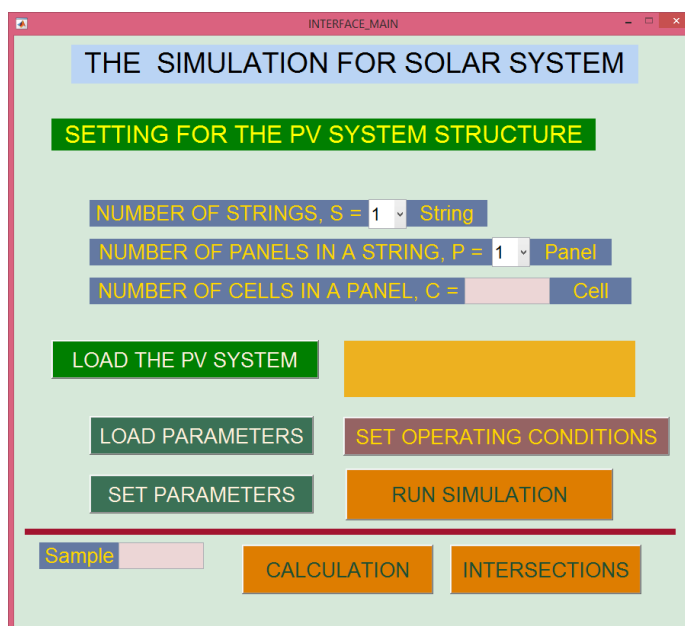 INTERFACE_MAIN
THE SIMULATION FOR SOLAR SYSTEM
SETTING FOR THE PV SYSTEM STRUCTURE
NUMBER OF STRINGS, S = 1 String
NUMBER OF PANELS IN A STRING, P = 1 Panel
NUMBER OF CELLS IN A PANEL, C = Cell
LOAD THE PV SYSTEM
LOAD PARAMETERS SET OPERATING CONDITIONS
SET PARAMETERS RUN SIMULATION
Sample CALCULATION INTERSECTIONS